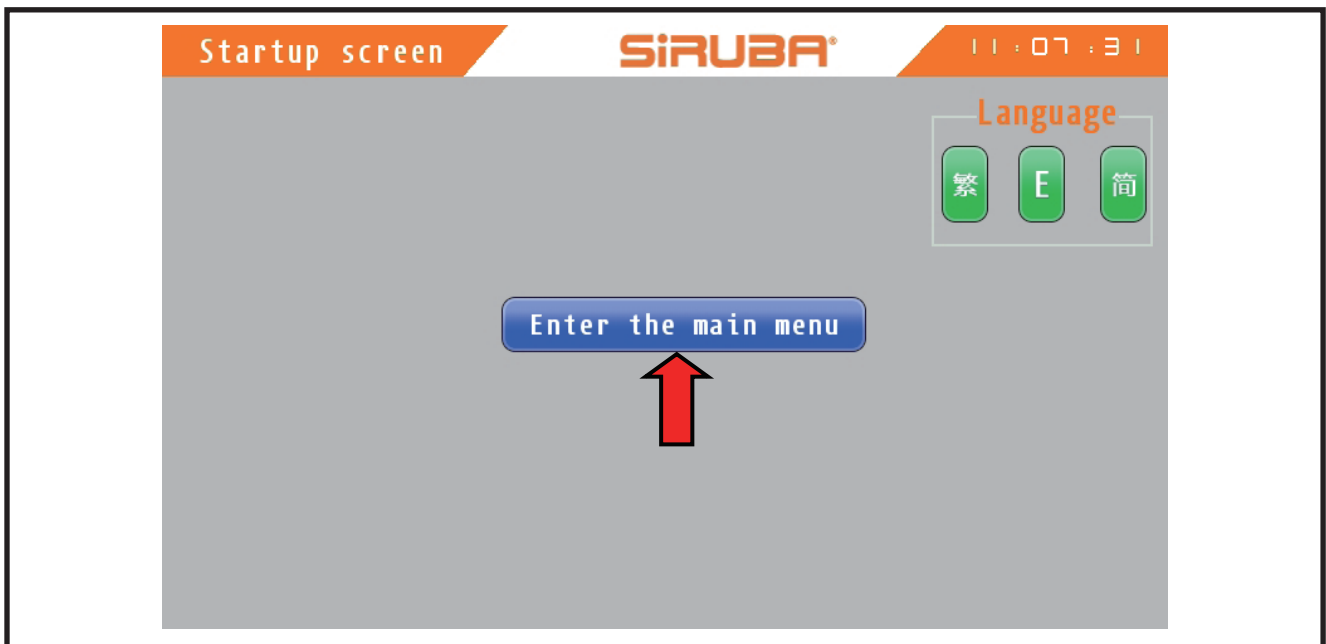 Startup screen
SiRUBA®
11:07:31
Language
繁 E 简
Enter the main menu